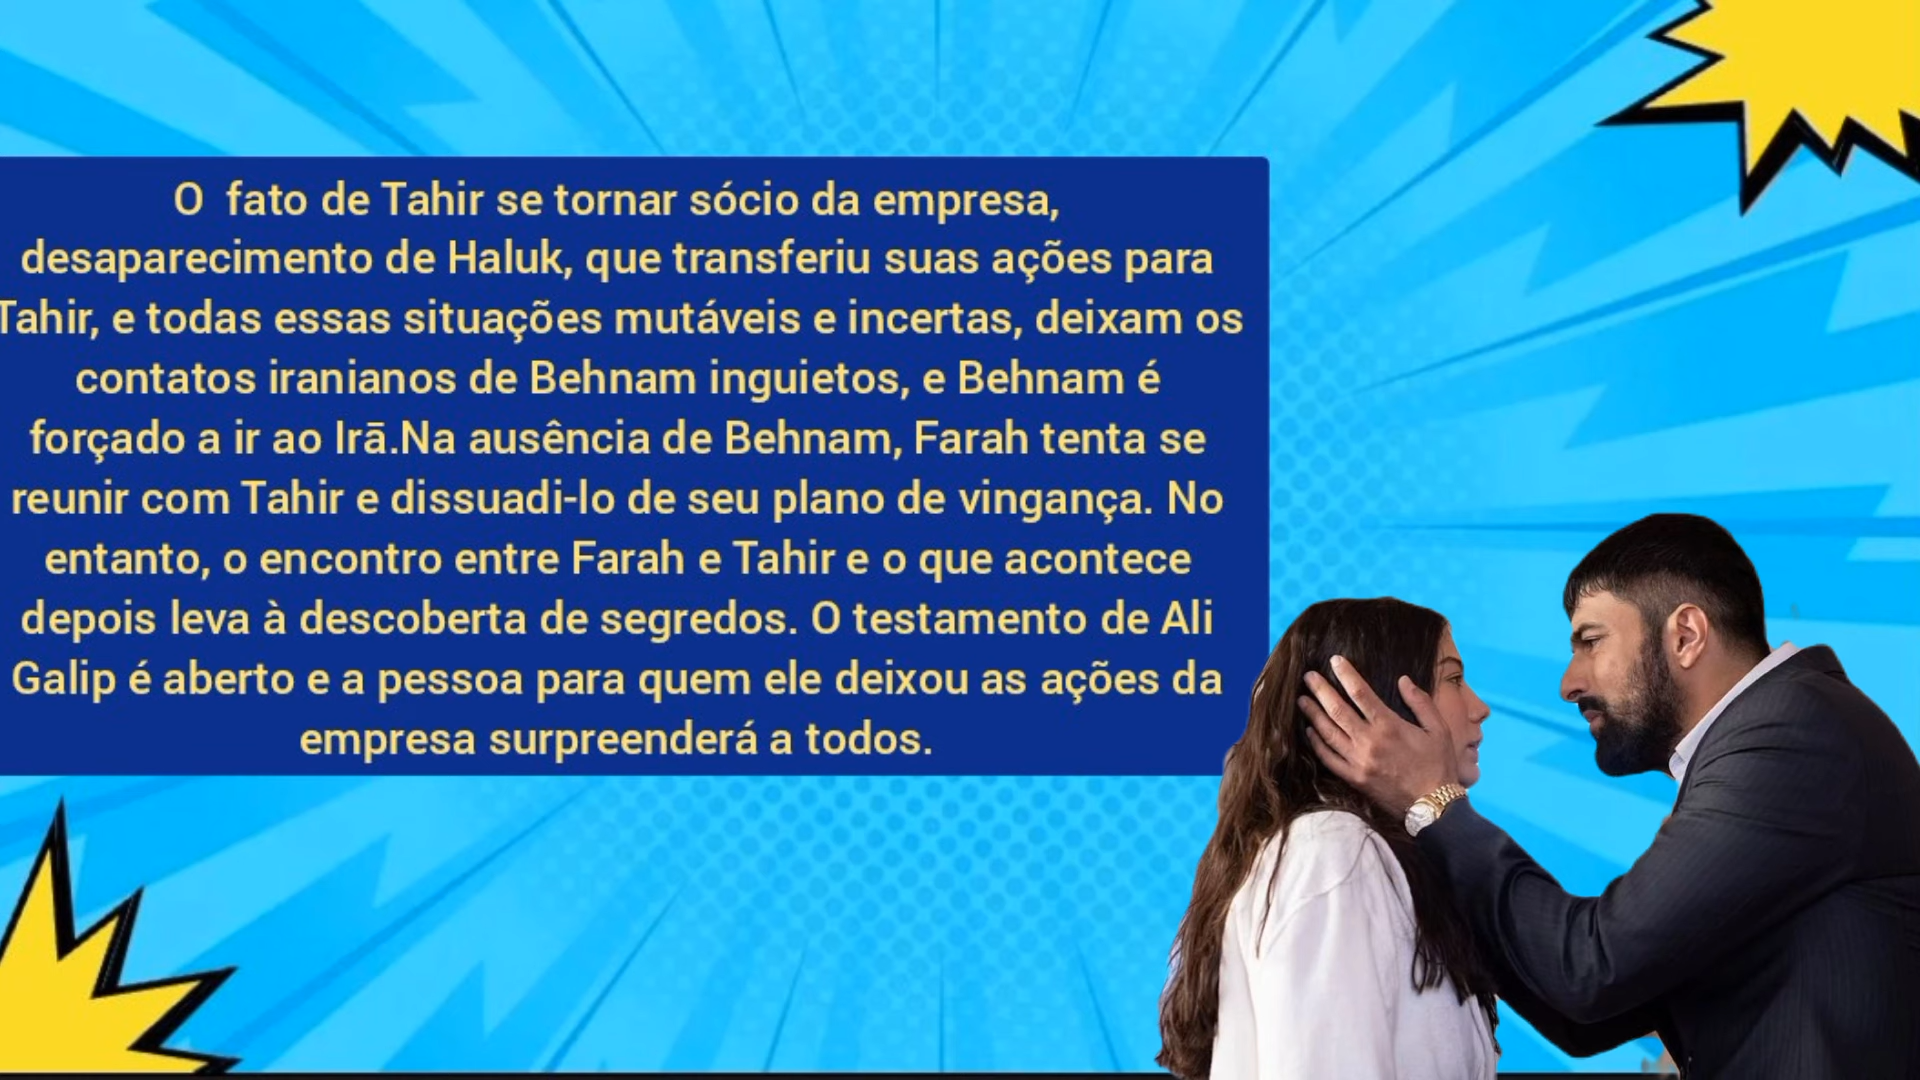 O  fato de Tahir se tornar sócio da empresa,
desaparecimento de Haluk, que transferiu suas ações para
Tahir, e todas essas situações mutáveis e incertas, deixam os
contatos iranianos de Behnam inguietos, e Behnam é
forçado a ir ao Irā.Na ausência de Behnam, Farah tenta se
reunir com Tahir e dissuadi-lo de seu plano de vingança. No
entanto, o encontro entre Farah e Tahir e o que acontece
depois leva à descoberta de segredos. O testamento de Ali
Galip é aberto e a pessoa para quem ele deixou as ações da
empresa surpreenderá a todos.